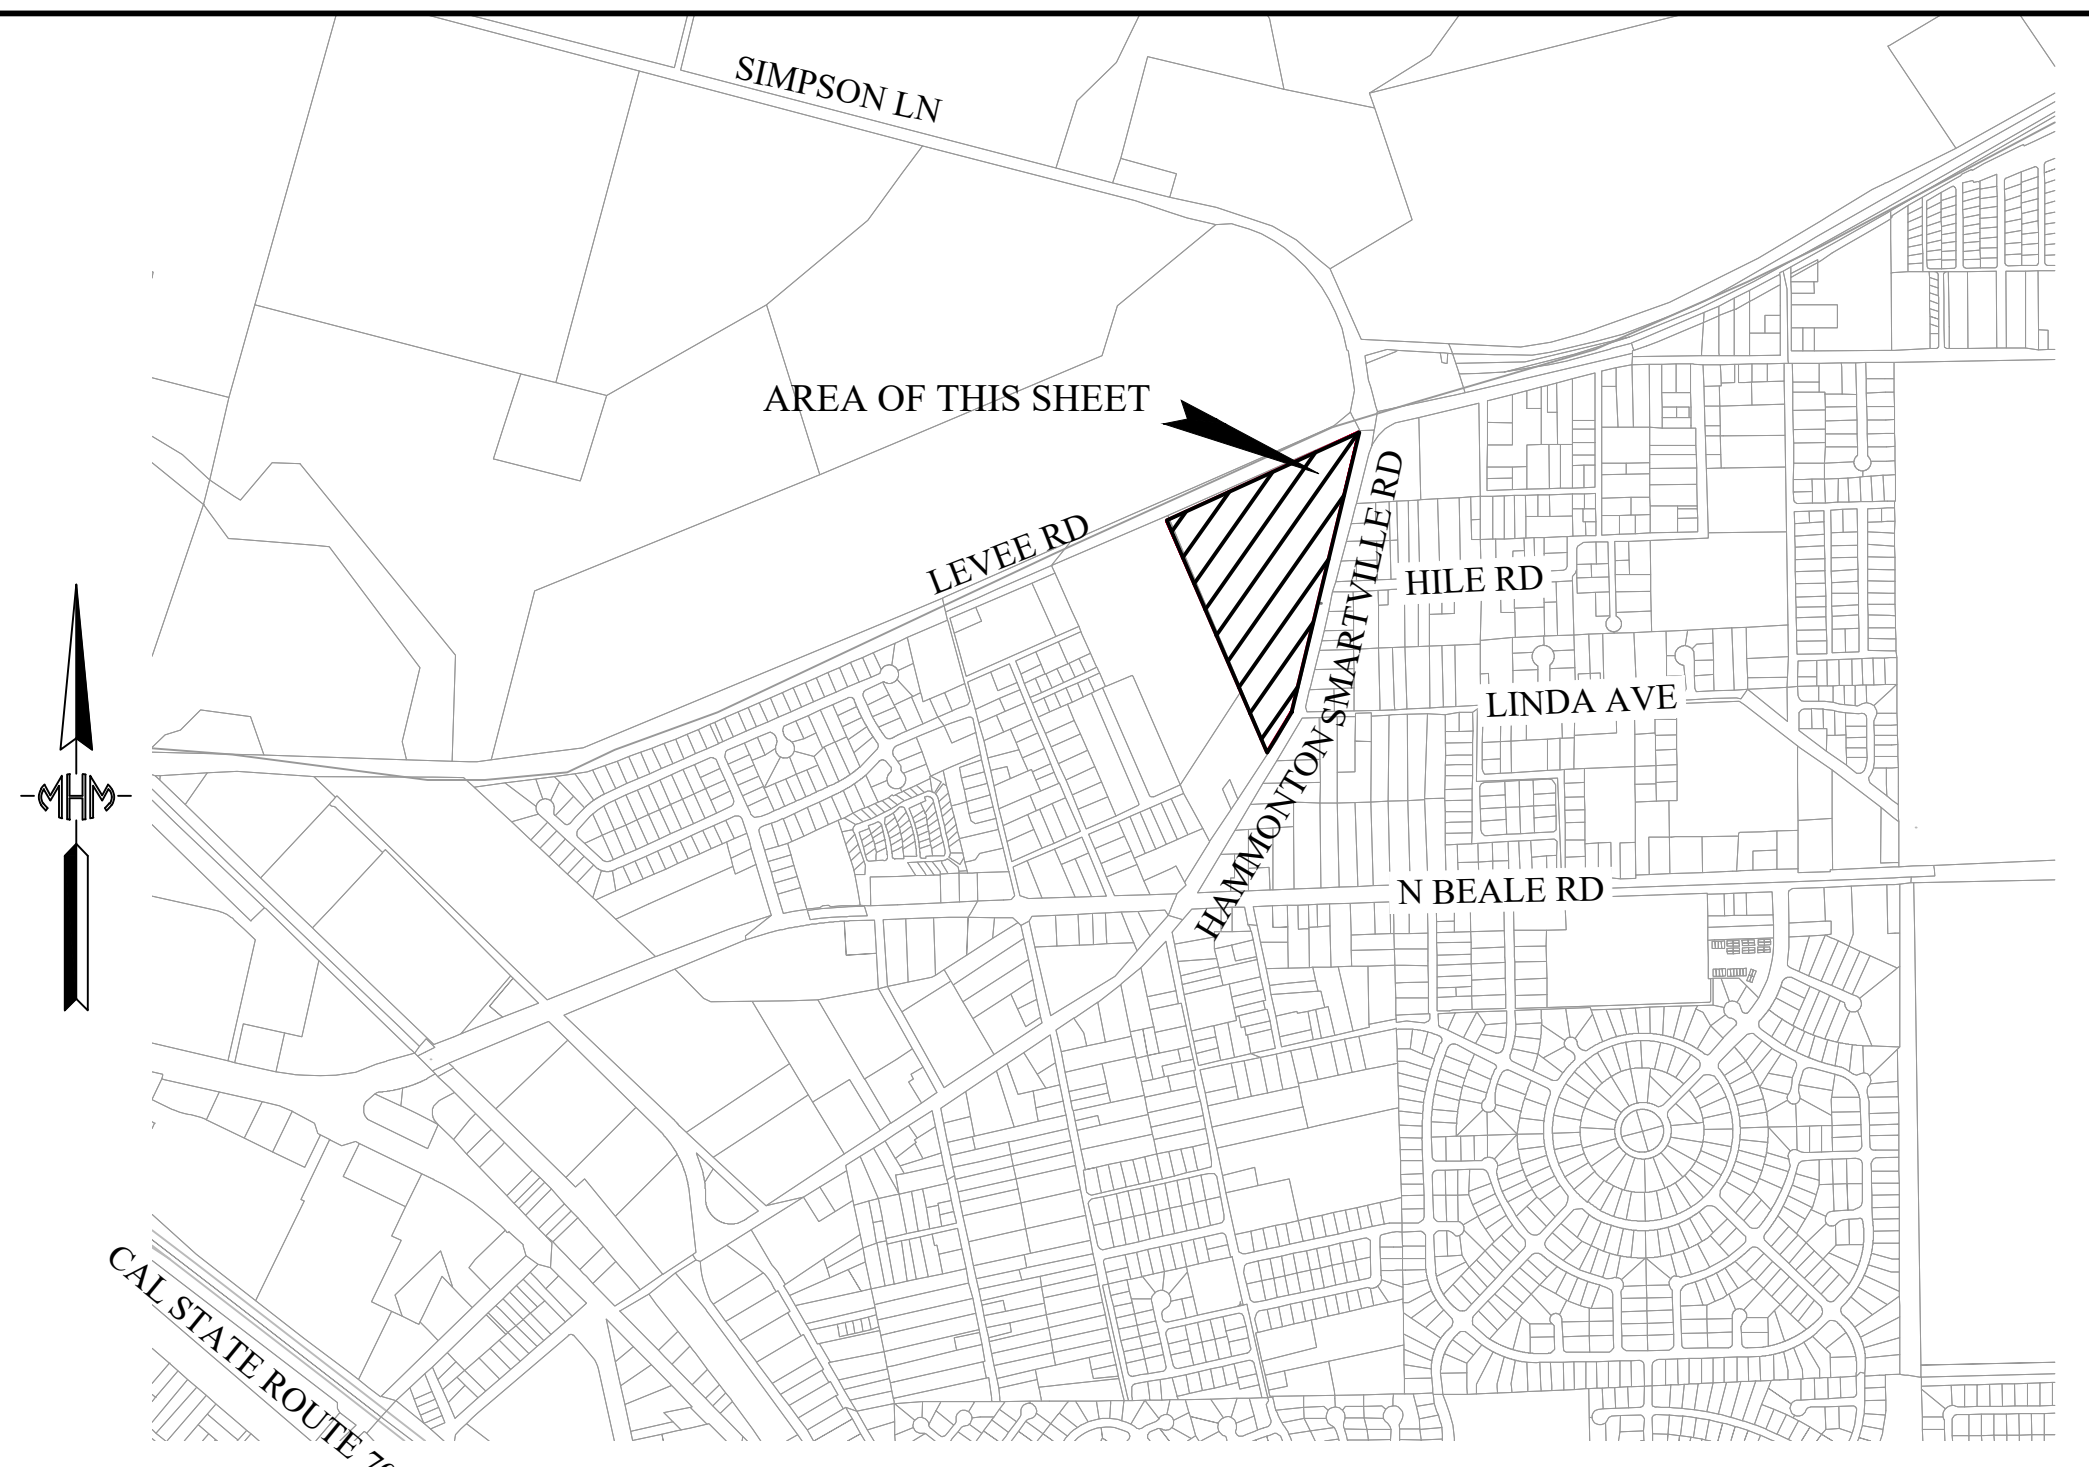 SIMPSON LN
AREA OF THIS SHEET
LEVEE RD
HAMMONTON SMARTVILLE RD
HILE RD
LINDA AVE
N BEALE RD
MHM
CAL STATE ROUTE